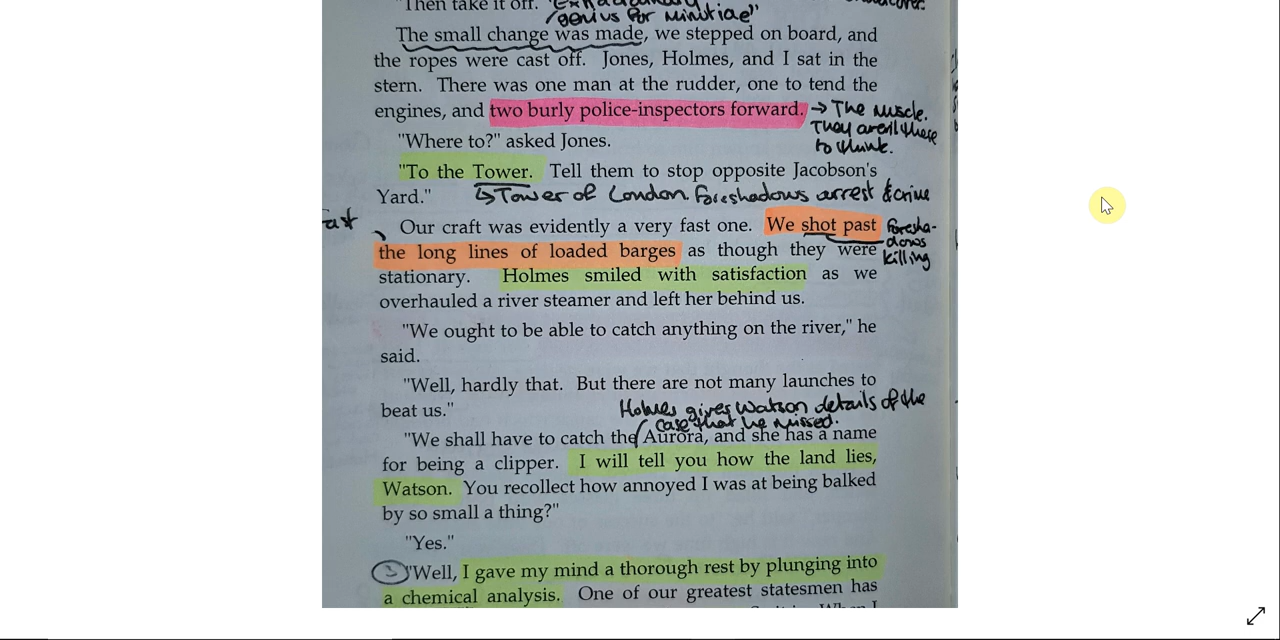 "Then take it off. "Extraordinary
genius for minutiae"
The small change was made, we stepped on board, and
the ropes were cast off. Jones, Holmes, and I sat in the
stern. There was one man at the rudder, one to tend the
engines, and two burly police-inspectors forward. → The muscle.
They aren't there
to think.
"Where to?" asked Jones.
"To the Tower. Tell them to stop opposite Jacobson's
Yard." ↳ Tower of London. Foreshadows arrest & crime
Our craft was evidently a very fast one. We shot past
the long lines of loaded barges as though they were
foresha-
dows
killing
stationary. Holmes smiled with satisfaction as we
overhauled a river steamer and left her behind us.
"We ought to be able to catch anything on the river," he
said.
"Well, hardly that. But there are not many launches to
beat us."
Holmes gives Watson details of the
case that he missed.
"We shall have to catch the Aurora, and she has a name
for being a clipper. I will tell you how the land lies,
Watson. You recollect how annoyed I was at being balked
by so small a thing?"
"Yes."
"Well, I gave my mind a thorough rest by plunging into
a chemical analysis. One of our greatest statesmen has